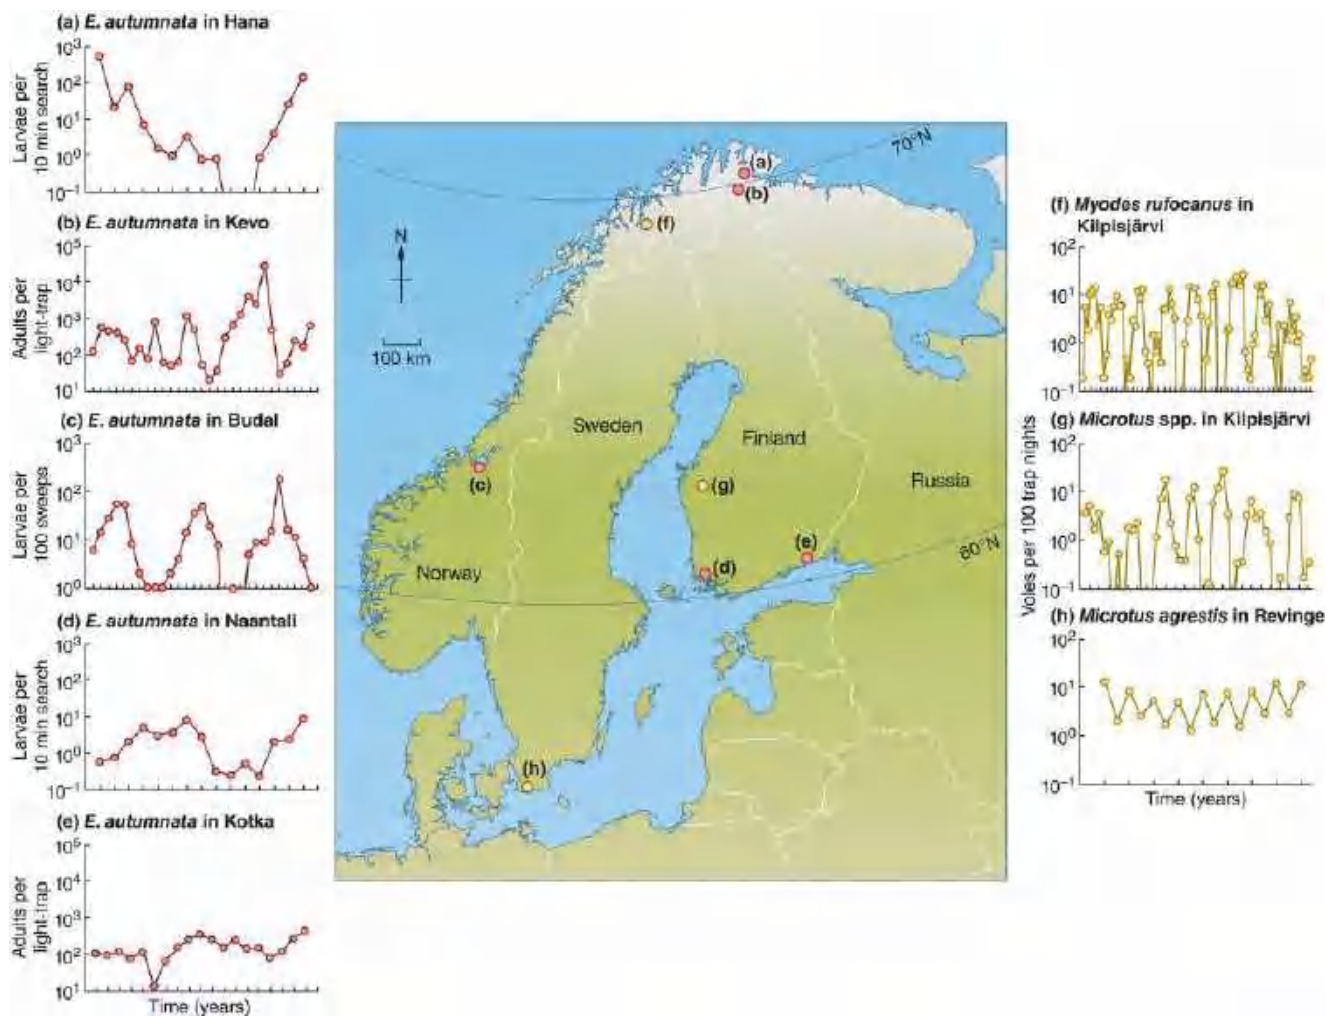 (a) E. autumnata in Hana
10³
10²
10¹
10⁰
10⁻¹
Larvae per
10 min search
(b) E. autumnata in Kevo
10⁵
10⁴
10³
10²
10¹
Adults per
light-trap
(c) E. autumnata in Budal
10³
10²
10¹
10⁰
Larvae per
100 sweeps
(d) E. autumnata in Naantali
10³
10²
10¹
10⁰
10⁻¹
Larvae per
10 min search
(e) E. autumnata in Kotka
10⁵
10⁴
10³
10²
10¹
Adults per
light-trap
Time (years)
70°N
(a)
(b)
(f)
N
100 km
Sweden
Finland
(c)
(g)
Russia
(e)
60°N
(d)
Norway
(h)
(f) Myodes rufocanus in
Kilpisjärvi
10²
10¹
10⁰
10⁻¹
(g) Microtus spp. in Kilpisjärvi
10²
10¹
10⁰
10⁻¹
Voles per 100 trap nights
(h) Microtus agrestis in Revinge
10²
10¹
10⁰
10⁻¹
Time (years)